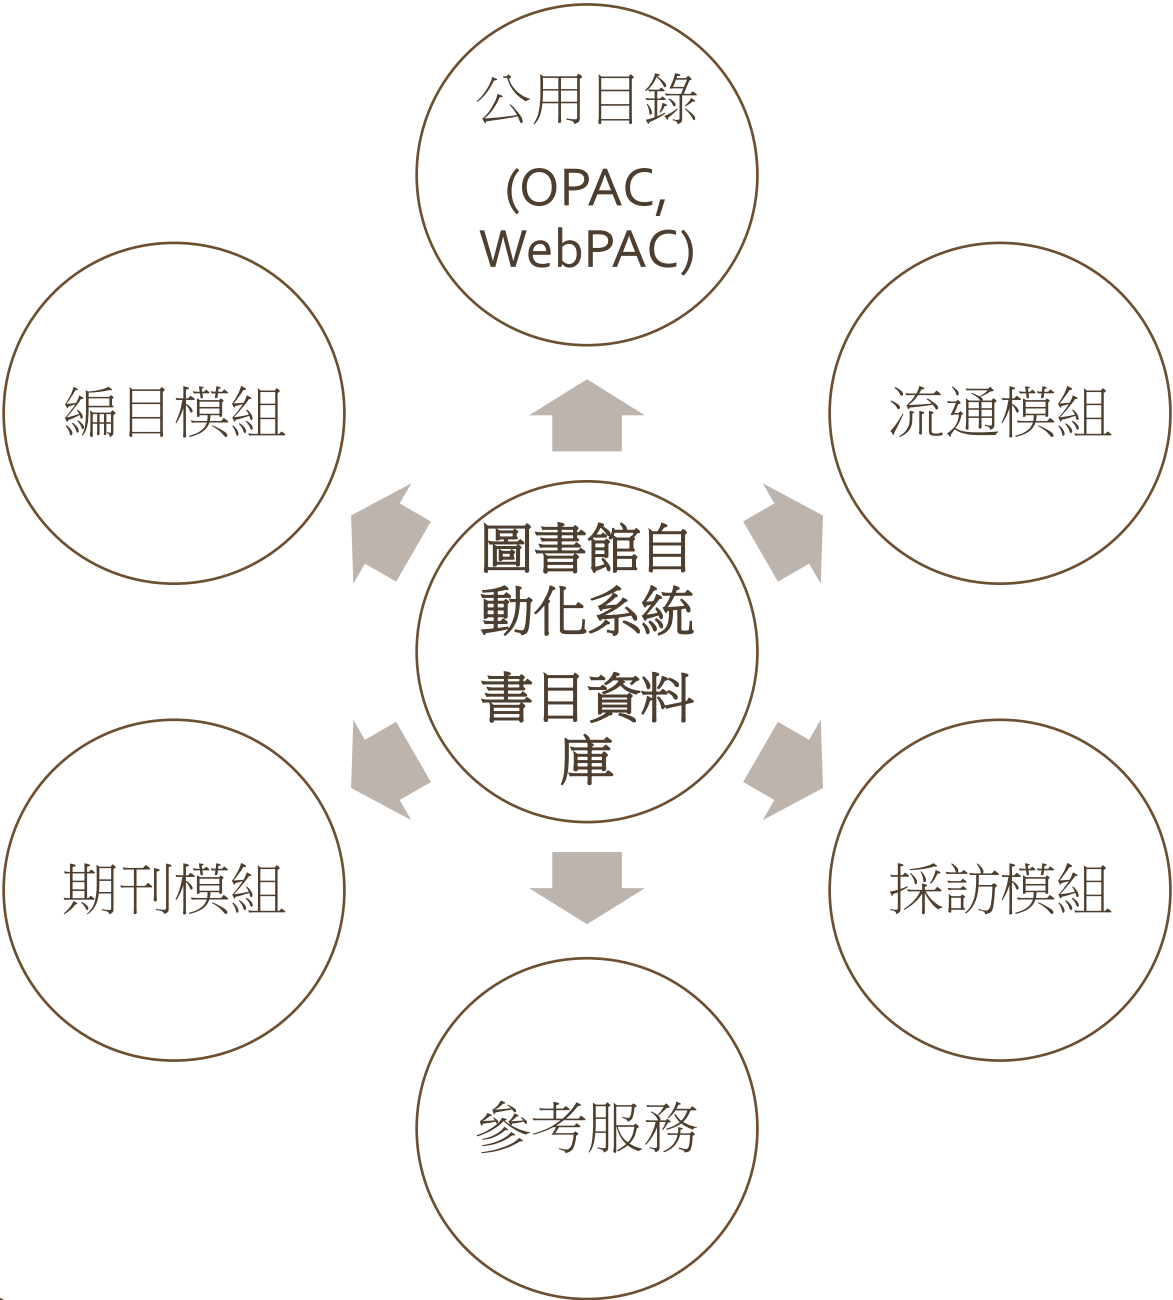 公用目錄
(OPAC,
WebPAC)
編目模組
流通模組
圖書館自
動化系統
書目資料
庫
期刊模組
採訪模組
參考服務